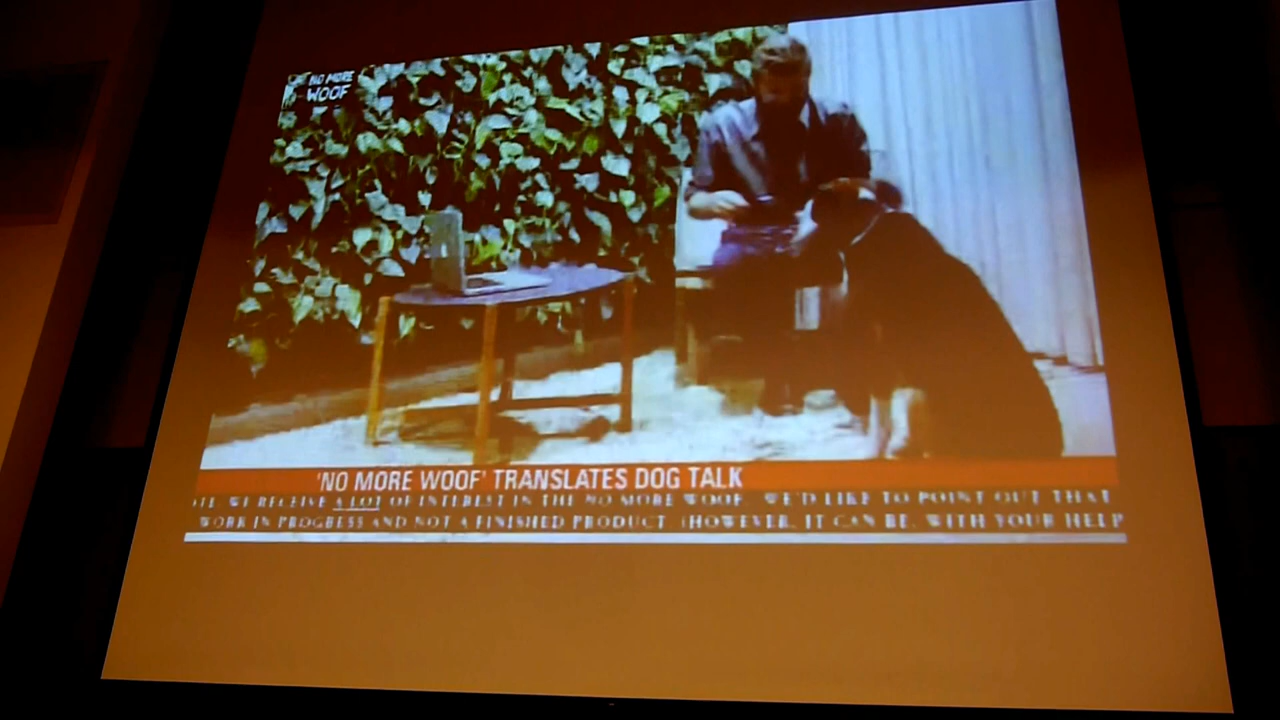 NO MORE
WOOF
'NO MORE WOOF' TRANSLATES DOG TALK
WE RECEIVE A LOT OF INTEREST IN THE NO MORE WOOF WE'D LIKE TO POINT OUT THAT
WORK IN PROGRESS AND NOT A FINISHED PRODUCT (HOWEVER, IT CAN BE, WITH YOUR HELP